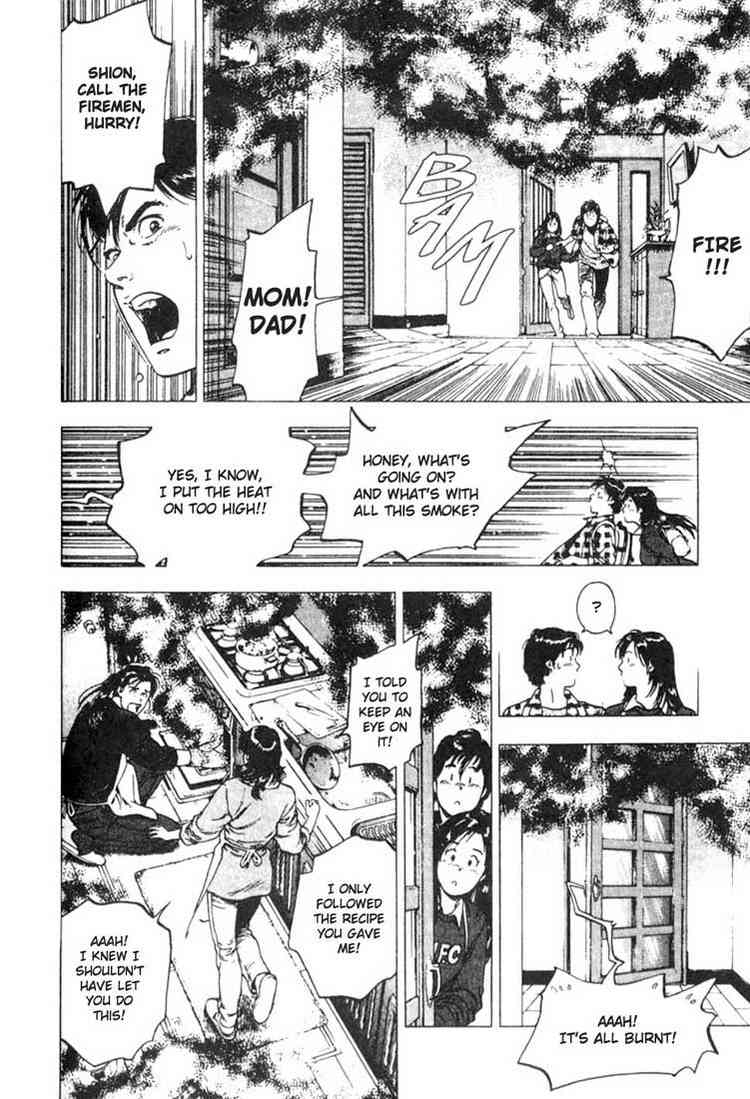 FIRE
!!!
BAM
MOM!
DAD!
SHION,
CALL THE
FIREMEN,
HURRY!
HONEY, WHAT'S
GOING ON?
AND WHAT'S WITH
ALL THIS SMOKE?
YES, I KNOW,
I PUT THE HEAT
ON TOO HIGH!!
?
AAAH!
IT'S ALL BURNT!
I TOLD
YOU TO
KEEP AN
EYE ON
IT!
I ONLY
FOLLOWED
THE RECIPE
YOU GAVE
ME!
AAAH!
I KNEW I
SHOULDN'T
HAVE LET
YOU DO
THIS!
.FC